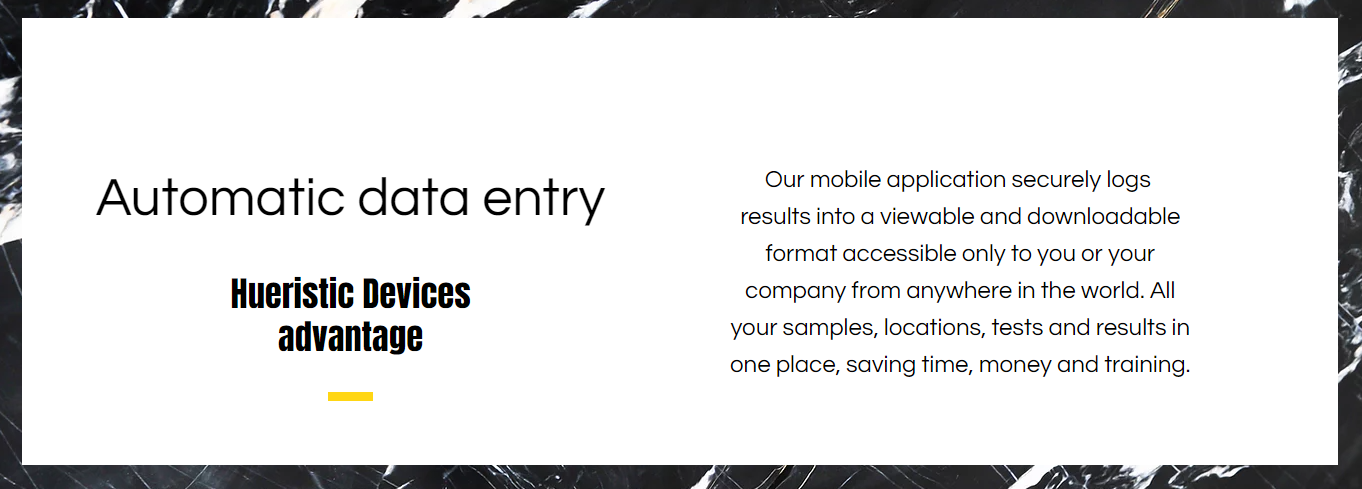 Automatic data entry
Hueristic Devices
advantage
Our mobile application securely logs
results into a viewable and downloadable
format accessible only to you or your
company from anywhere in the world. All
your samples, locations, tests and results in
one place, saving time, money and training.